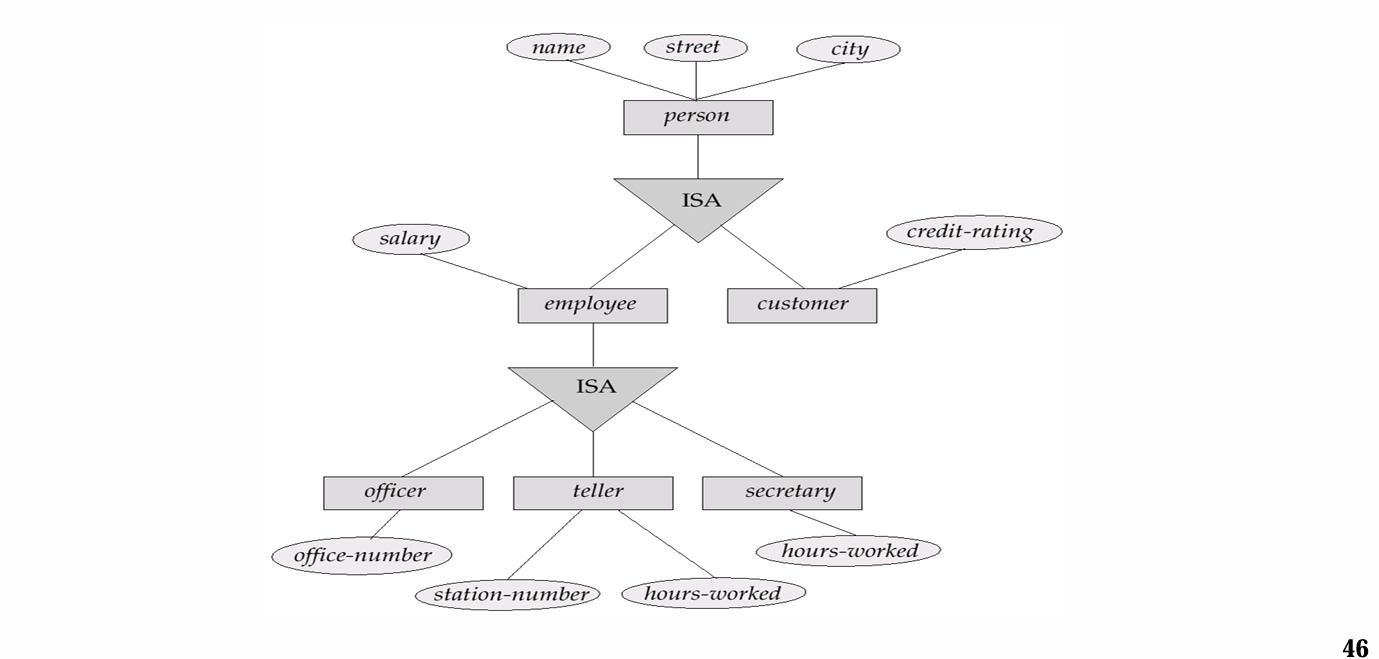 name
street
city
person
ISA
salary
credit-rating
employee
customer
ISA
officer
teller
secretary
office-number
hours-worked
station-number
hours-worked
46